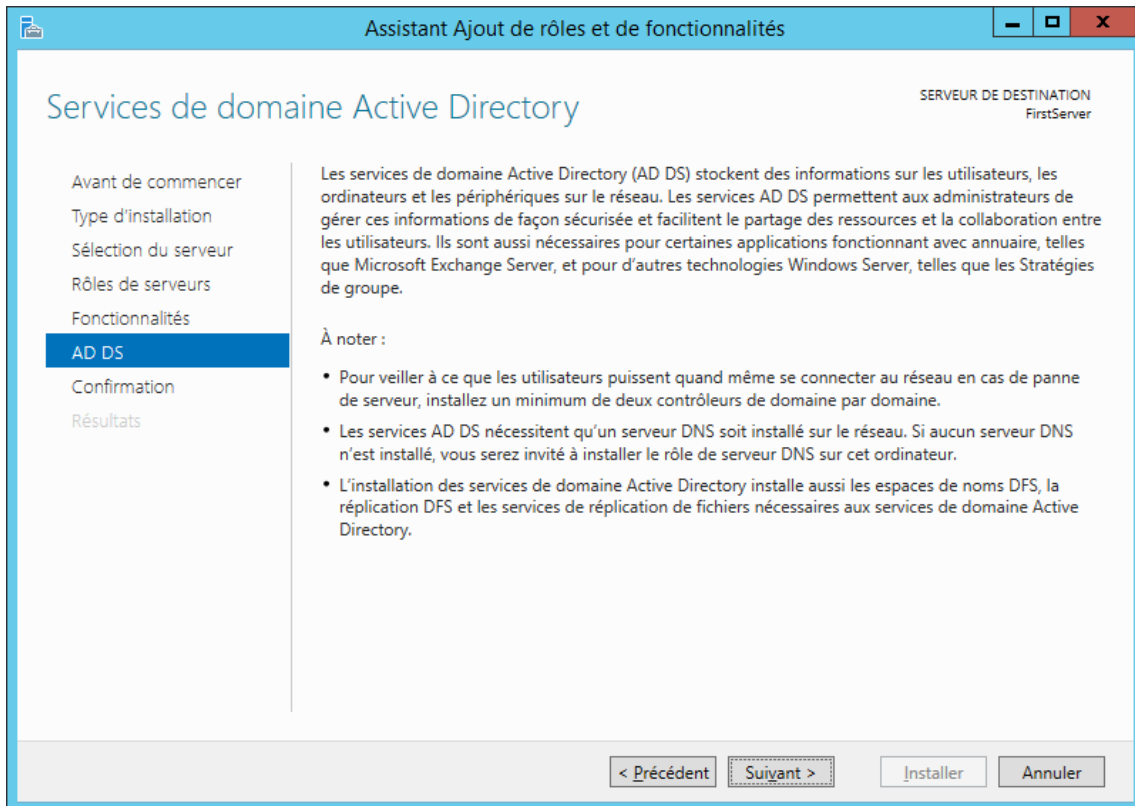 Assistant Ajout de rôles et de fonctionnalités
Services de domaine Active Directory
SERVEUR DE DESTINATION
FirstServer
Avant de commencer
Type d'installation
Sélection du serveur
Rôles de serveurs
Fonctionnalités
AD DS
Confirmation
Résultats
Les services de domaine Active Directory (AD DS) stockent des informations sur les utilisateurs, les
ordinateurs et les périphériques sur le réseau. Les services AD DS permettent aux administrateurs de
gérer ces informations de façon sécurisée et facilitent le partage des ressources et la collaboration entre
les utilisateurs. Ils sont aussi nécessaires pour certaines applications fonctionnant avec annuaire, telles
que Microsoft Exchange Server, et pour d'autres technologies Windows Server, telles que les Stratégies
de groupe.
À noter :
• Pour veiller à ce que les utilisateurs puissent quand même se connecter au réseau en cas de panne
de serveur, installez un minimum de deux contrôleurs de domaine par domaine.
• Les services AD DS nécessitent qu'un serveur DNS soit installé sur le réseau. Si aucun serveur DNS
n'est installé, vous serez invité à installer le rôle de serveur DNS sur cet ordinateur.
• L'installation des services de domaine Active Directory installe aussi les espaces de noms DFS, la
réplication DFS et les services de réplication de fichiers nécessaires aux services de domaine Active
Directory.
< Précédent
Suivant >
Installer
Annuler